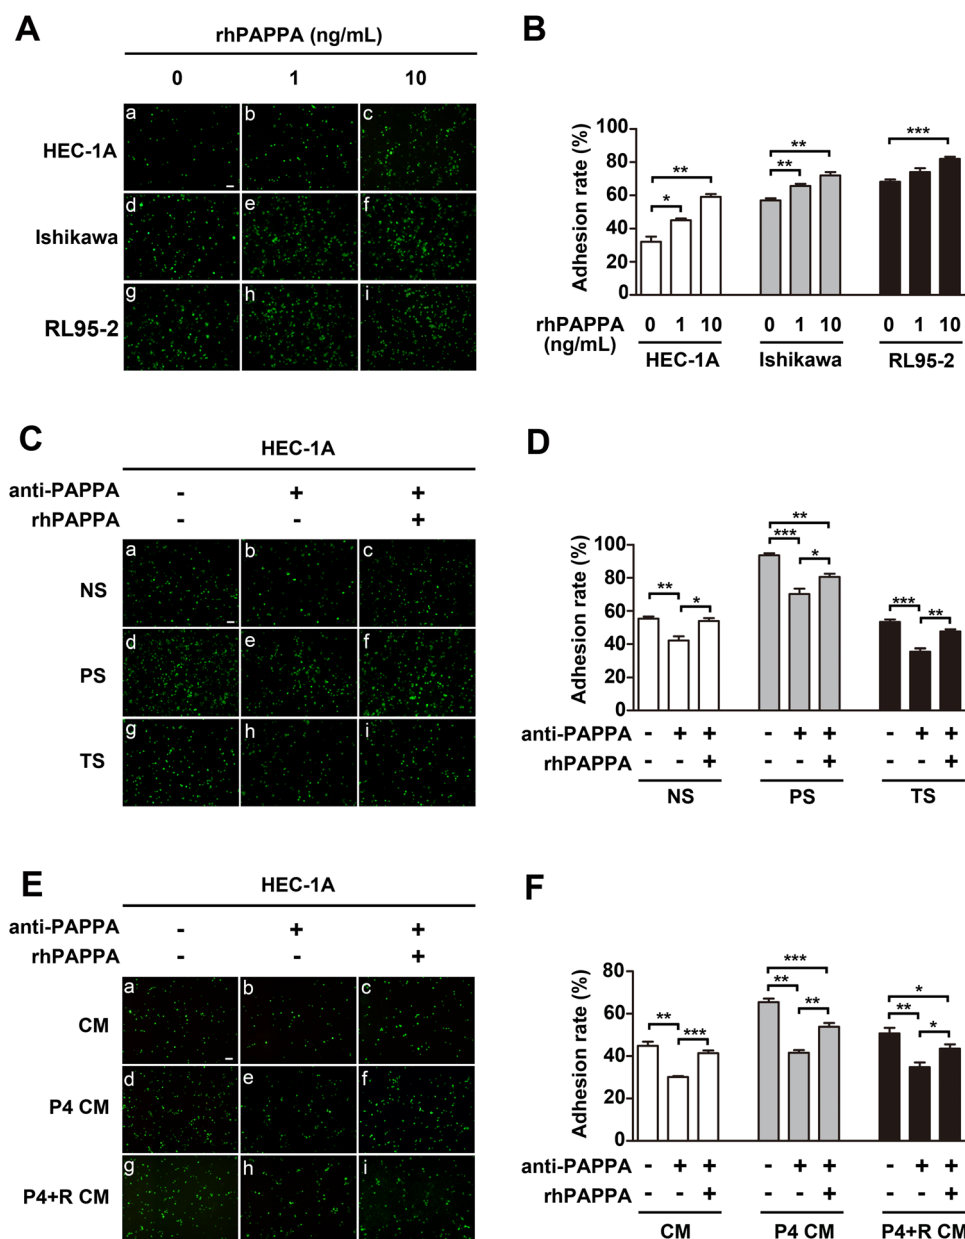 A
rhPAPPA (ng/mL)
0 1 10
HEC-1A
a b c
Ishikawa
d e f
RL95-2
g h i
B
Adhesion rate (%)
100
80
60
40
20
0
* ** ** ** ***
rhPAPPA
(ng/mL)
0 1 10 0 1 10 0 1 10
HEC-1A Ishikawa RL95-2
C
HEC-1A
anti-PAPPA - + +
rhPAPPA - - +
NS
a b c
PS
d e f
TS
g h i
D
Adhesion rate (%)
100
80
60
40
20
0
** * *** ** * *** **
anti-PAPPA - + + - + + - + +
rhPAPPA - - + - - + - - +
NS PS TS
E
HEC-1A
anti-PAPPA - + +
rhPAPPA - - +
CM
a b c
P4 CM
d e f
P4+R CM
g h i
F
Adhesion rate (%)
80
60
40
20
0
** *** ** *** ** ** * *
anti-PAPPA - + + - + + - + +
rhPAPPA - - + - - + - - +
CM P4 CM P4+R CM